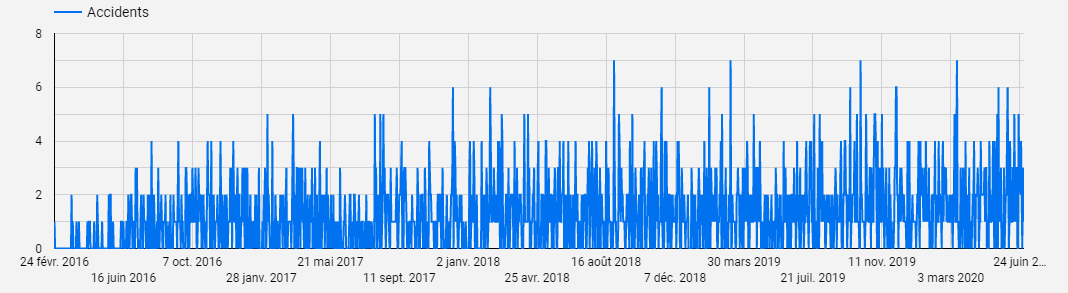 Accidents
8
6
4
2
0
24 févr. 2016 7 oct. 2016 21 mai 2017 2 janv. 2018 16 août 2018 30 mars 2019 11 nov. 2019 24 juin 2...
16 juin 2016 28 janv. 2017 11 sept. 2017 25 avr. 2018 7 déc. 2018 21 juil. 2019 3 mars 2020